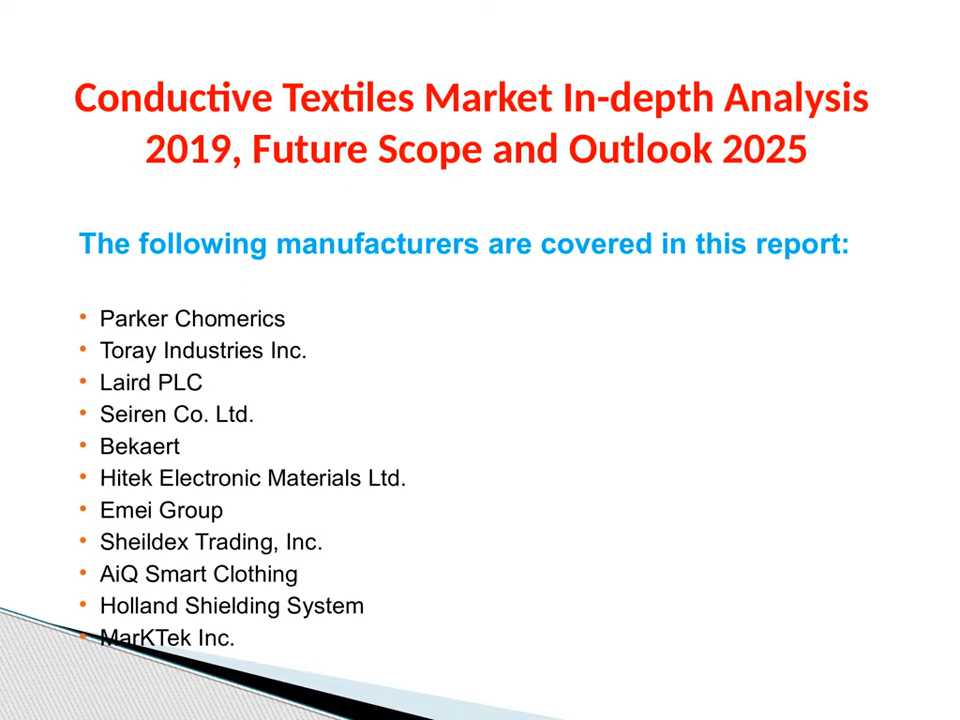 Conductive Textiles Market In-depth Analysis
2019, Future Scope and Outlook 2025
The following manufacturers are covered in this report:
• Parker Chomerics
• Toray Industries Inc.
• Laird PLC
• Seiren Co. Ltd.
• Bekaert
• Hitek Electronic Materials Ltd.
• Emei Group
• Sheildex Trading, Inc.
• AiQ Smart Clothing
• Holland Shielding System
• MarKTek Inc.